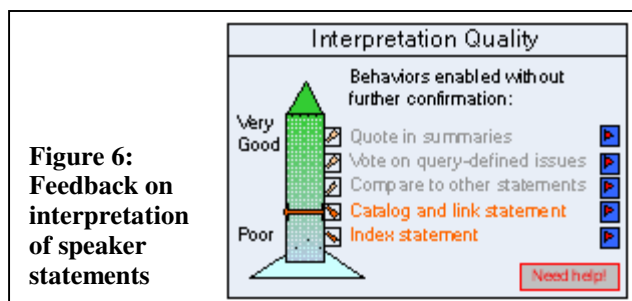 Interpretation Quality
Behaviors enabled without
further confirmation:
Very
Good
Quote in summaries
Vote on query-defined issues
Compare to other statements
Catalog and link statement
Poor
Index statement
Need help!
Figure 6:
Feedback on
interpretation
of speaker
statements